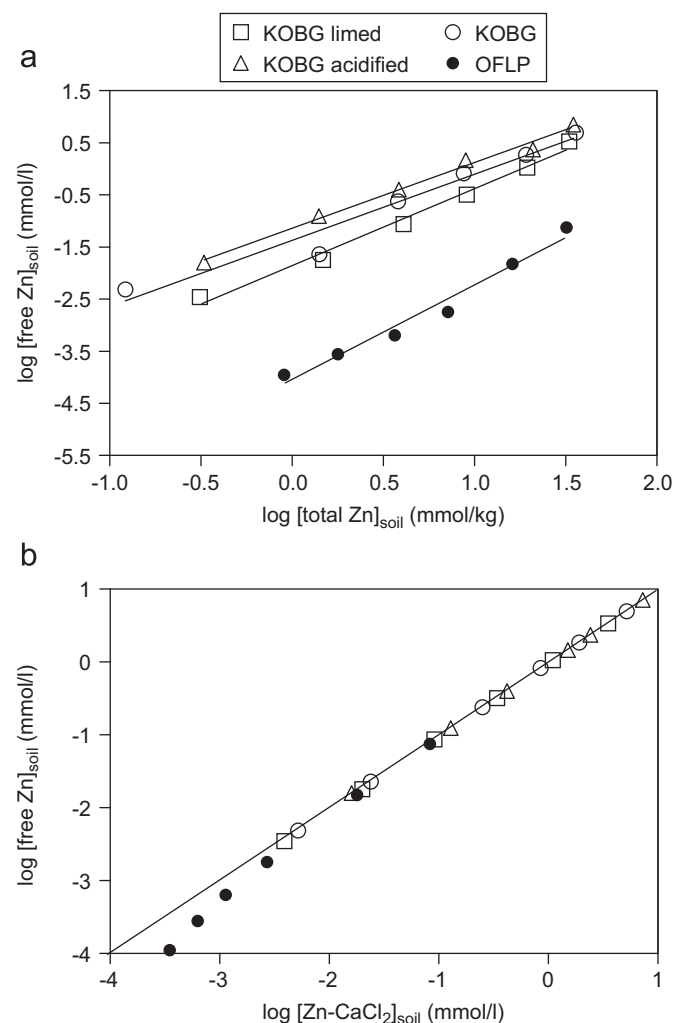 KOBG limed KOBG
KOBG acidified OFLP
a
1.5
0.5
-0.5
-1.5
-2.5
-3.5
-4.5
-5.5
log [free Zn]soil (mmol/l)
-1.0 -0.5 0.0 0.5 1.0 1.5 2.0
log [total Zn]soil (mmol/kg)
b
1
0
-1
-2
-3
-4
log [free Zn]soil (mmol/l)
-4 -3 -2 -1 0 1
log [Zn-CaCl2]soil (mmol/l)